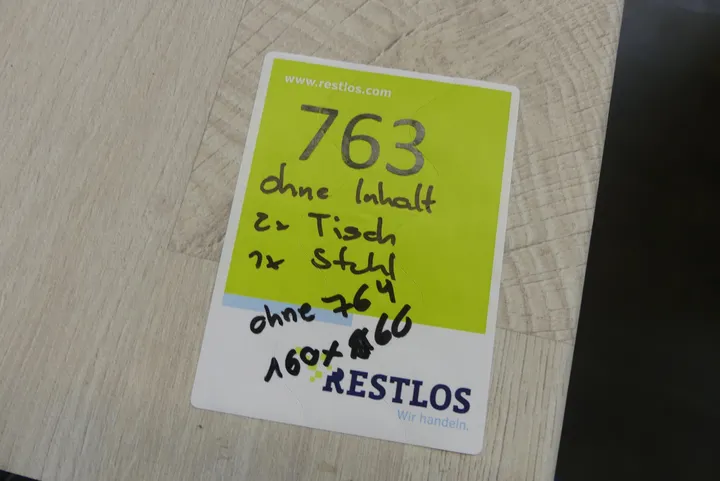 www.restlos.com
763
ohne Inhalt
2x Tisch
1x Stuhl
ohne 764
160x 60
RESTLOS
Wir handeln.